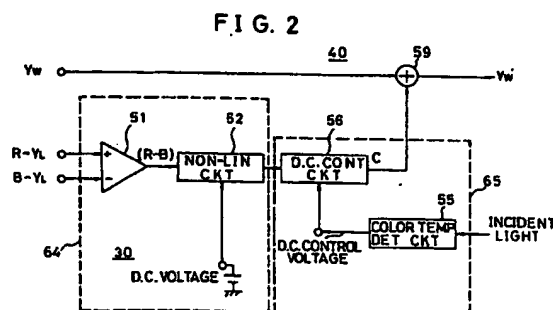 FIG. 2
40
59
Yw
Yw'
51
52
56
R-YL
(R-B)
NON-LIN CKT
D.C. CONT CKT
C
65
B-YL
55
COLOR TEMP DET CKT
INCIDENT LIGHT
64
30
D.C. CONTROL VOLTAGE
D.C. VOLTAGE